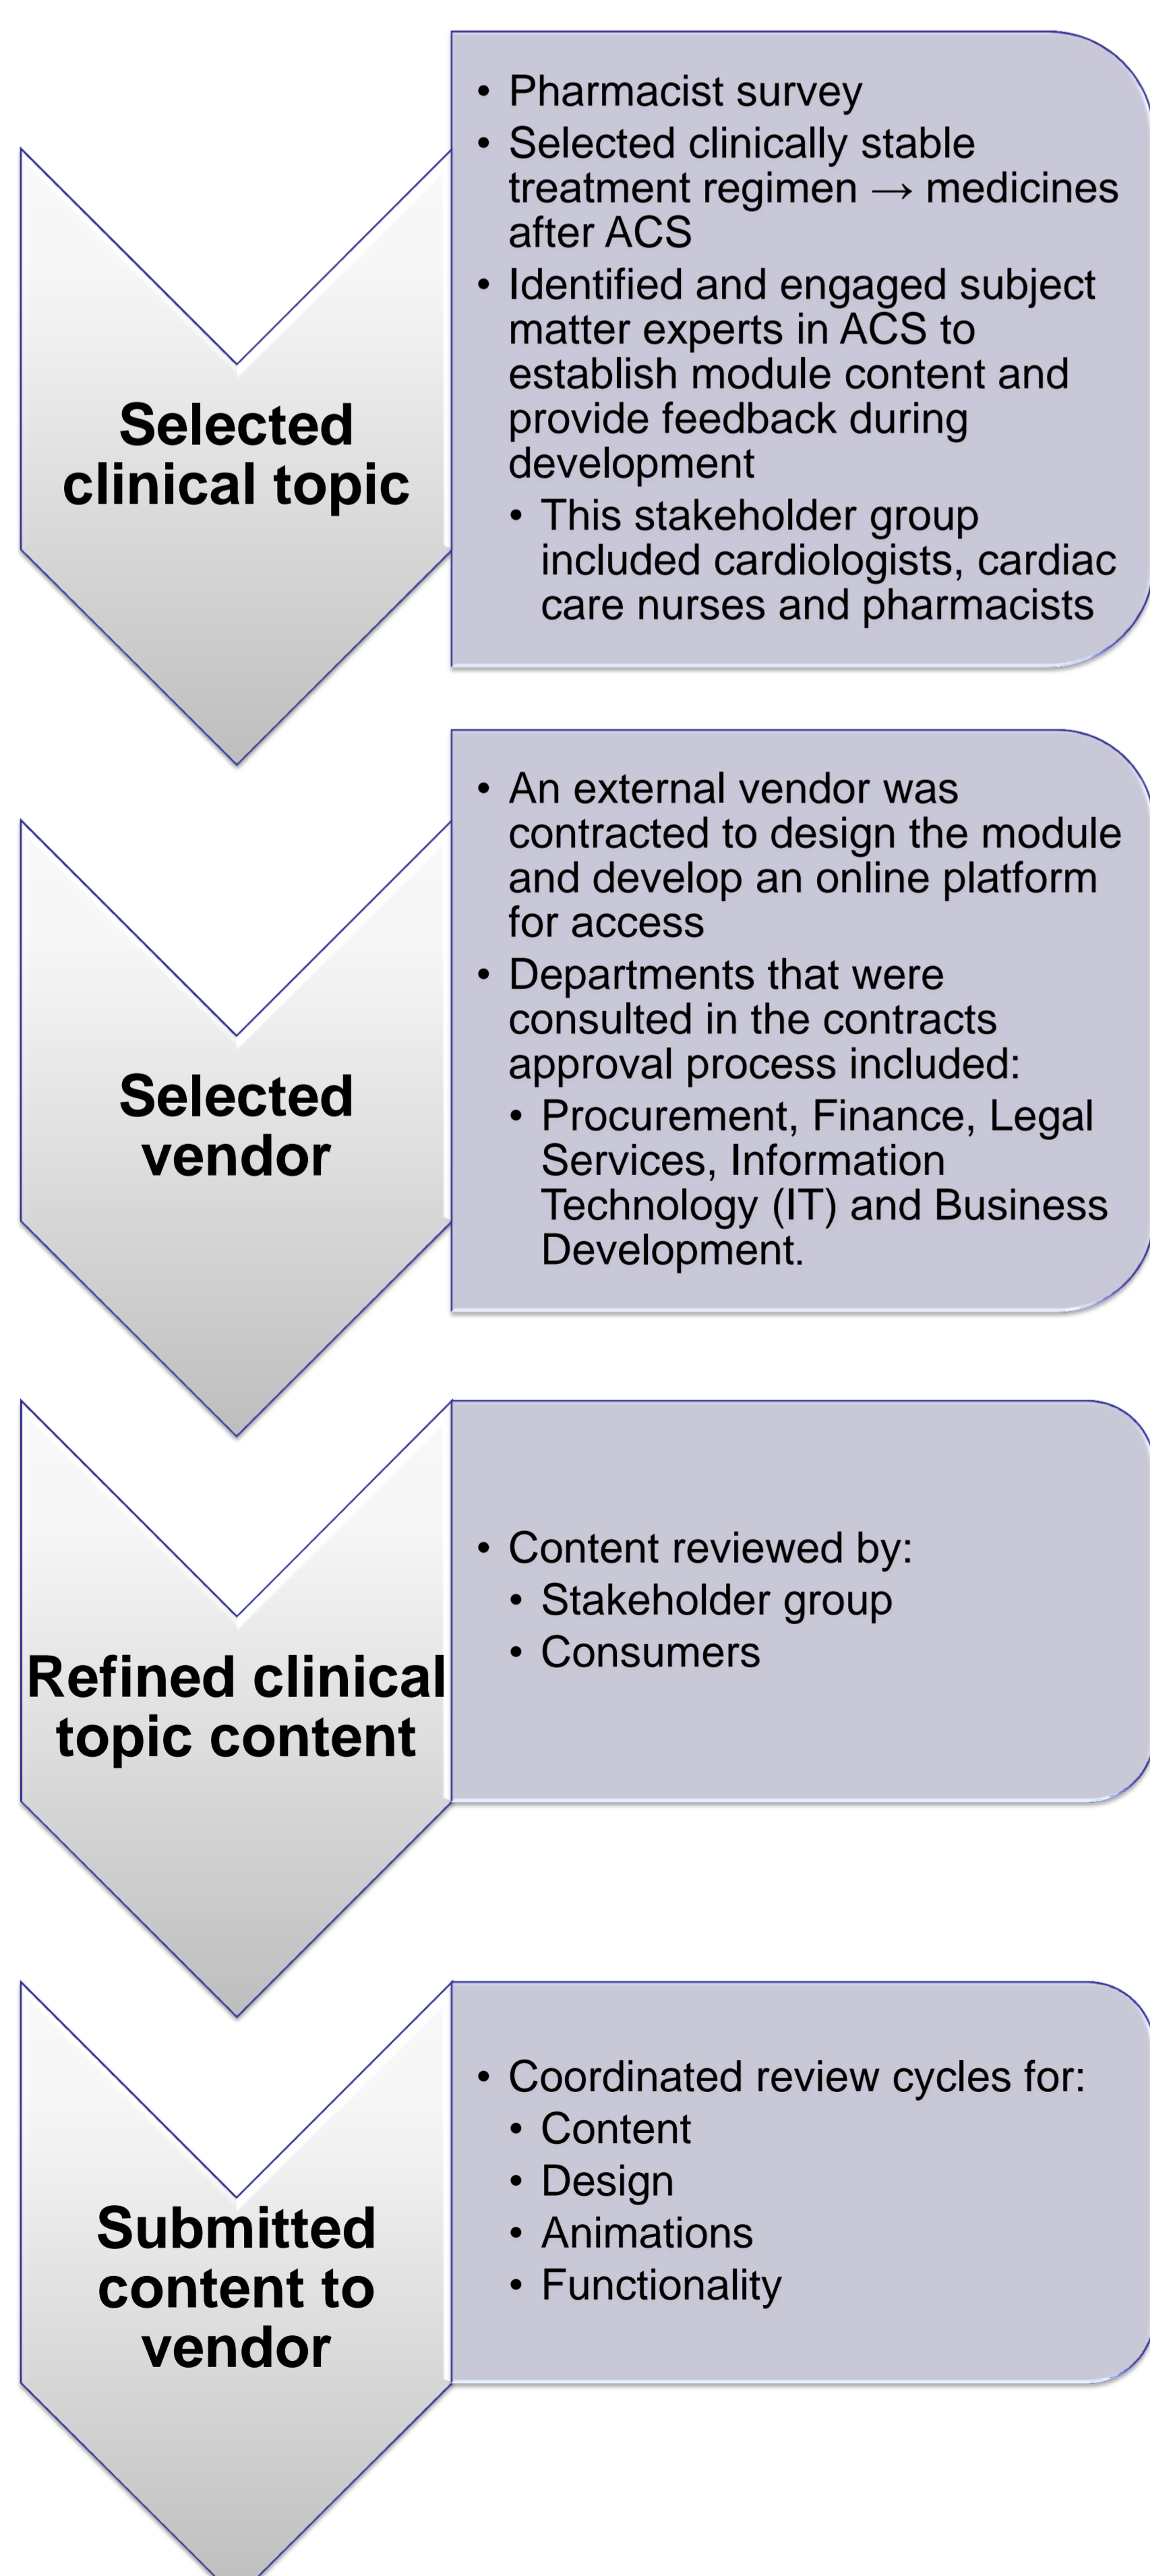 • Pharmacist survey
• Selected clinically stable
treatment regimen → medicines
after ACS
• Identified and engaged subject
matter experts in ACS to
establish module content and
provide feedback during
development
• This stakeholder group
included cardiologists, cardiac
care nurses and pharmacists
Selected
clinical topic
• An external vendor was
contracted to design the module
and develop an online platform
for access
• Departments that were
consulted in the contracts
approval process included:
• Procurement, Finance, Legal
Services, Information
Technology (IT) and Business
Development.
Selected
vendor
• Content reviewed by:
• Stakeholder group
• Consumers
Refined clinical
topic content
• Coordinated review cycles for:
• Content
• Design
• Animations
• Functionality
Submitted
content to
vendor